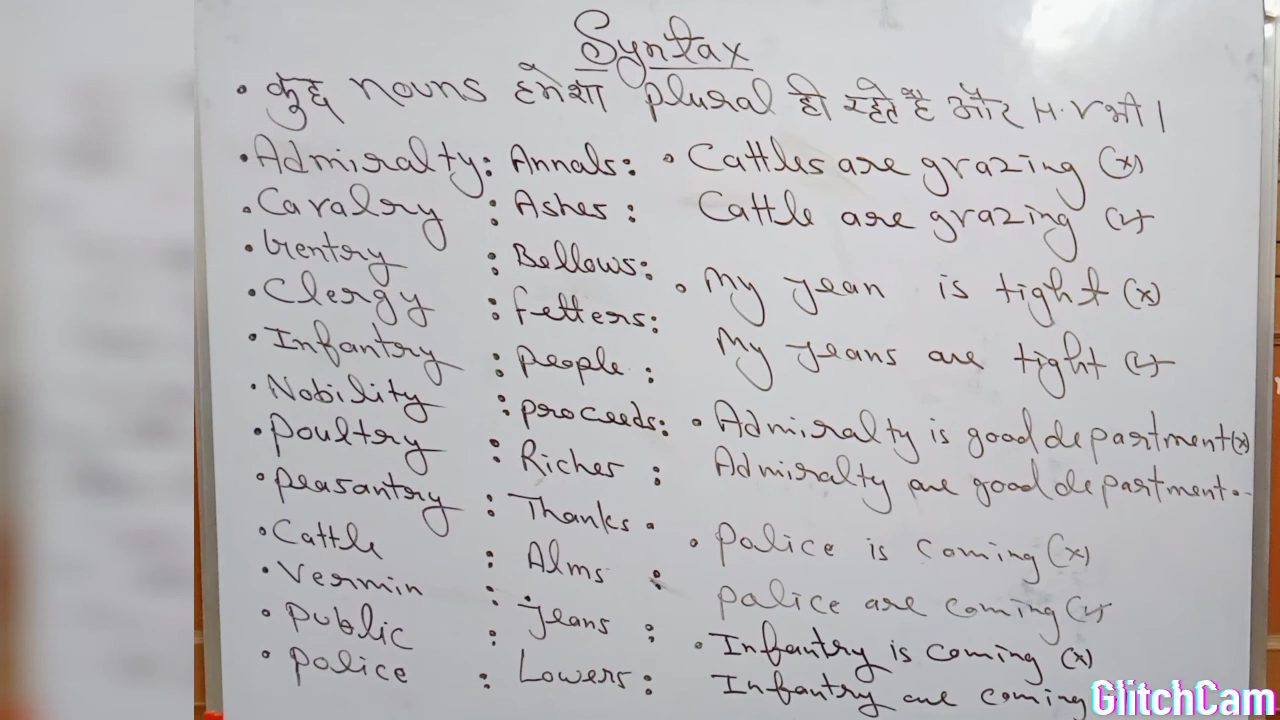 Syntax
• कुछ nouns हमेशा plural ही रहते है और H.V भी।
• Admiralty : Annals : • Cattles are grazing (x)
• Cavalry : Ashes : Cattle are grazing (✓)
• Gentry : Bellows :
• Clergy : Fetters : • My jean is tight (x)
• Infantry : People : My jeans are tight (✓)
• Nobility : proceeds : • Admiralty is good department (x)
• Poultry : Riches : Admiralty are good department..
• Peasantry : Thanks • • Police is coming (x)
• Cattle : Alms : police are coming (✓)
• Vermin : Jeans : • Infantry is coming (x)
• Public : Lowers : Infantry are coming
• Police :
GlitchCam